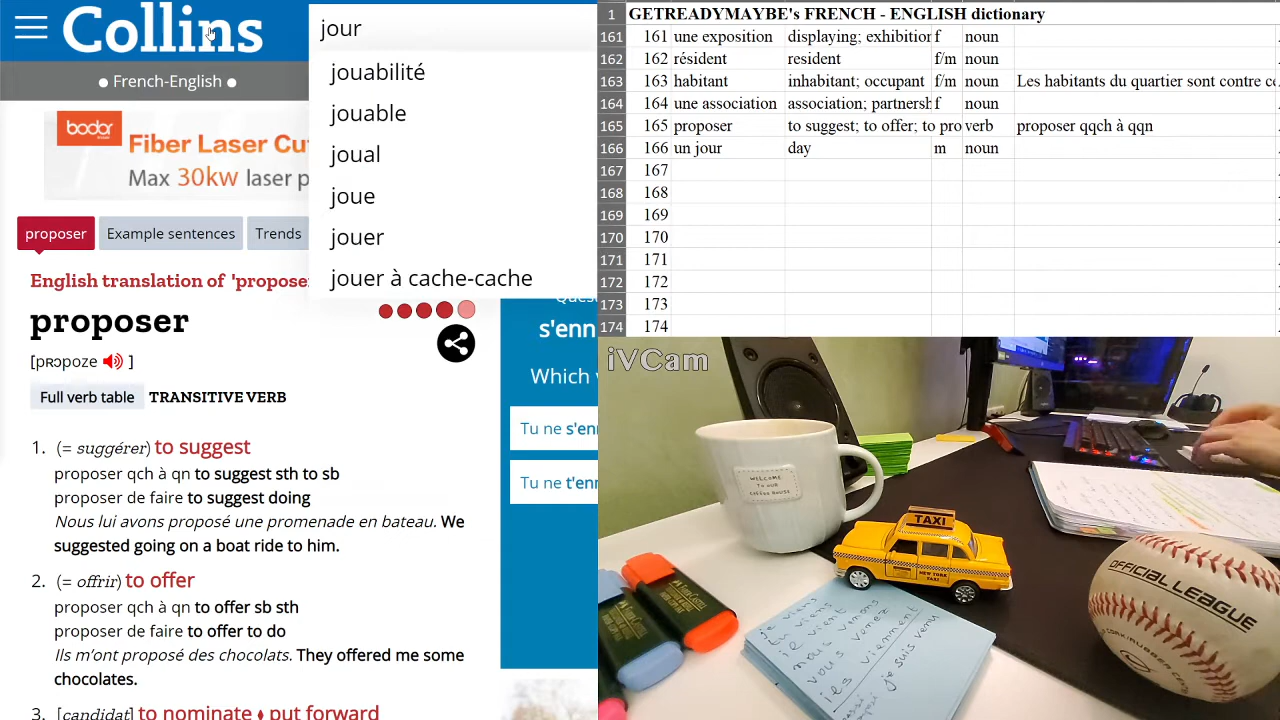 Collins
jour
● French-English ●
jouabilité
jouable
joual
joue
jouer
jouer à cache-cache
bodor
Fiber Laser Cu
Max 30kw laser p
proposer
Example sentences
Trends
English translation of 'propose
proposer
[pʀɔpoze ]
Full verb table
TRANSITIVE VERB
1. (= suggérer) to suggest
proposer qch à qn to suggest sth to sb
proposer de faire to suggest doing
Nous lui avons proposé une promenade en bateau. We
suggested going on a boat ride to him.
2. (= offrir) to offer
proposer qch à qn to offer sb sth
proposer de faire to offer to do
Ils m'ont proposé des chocolats. They offered me some
chocolates.
3. [candidat] to nominate ♦ put forward
s'enn
Which v
Tu ne s'enn
Tu ne t'enn
1 GETREADYMAYBE's FRENCH - ENGLISH dictionary
161 161 une exposition displaying; exhibition f noun
162 162 résident resident f/m noun
163 163 habitant inhabitant; occupant f/m noun Les habitants du quartier sont contre ce
164 164 une association association; partnersh f noun
165 165 proposer to suggest; to offer; to pro verb proposer qqch à qqn
166 166 un jour day m noun
167 167
168 168
169 169
170 170
171 171
172 172
173 173
174 174
iVCam
WELCOME
TO OUR
COFFEE HOUSE
TAXI
NEW YORK
TAXI
OFFICIAL LEAGUE
je viens
il vient
nous venons
vous venez
ils viennent
je suis venu